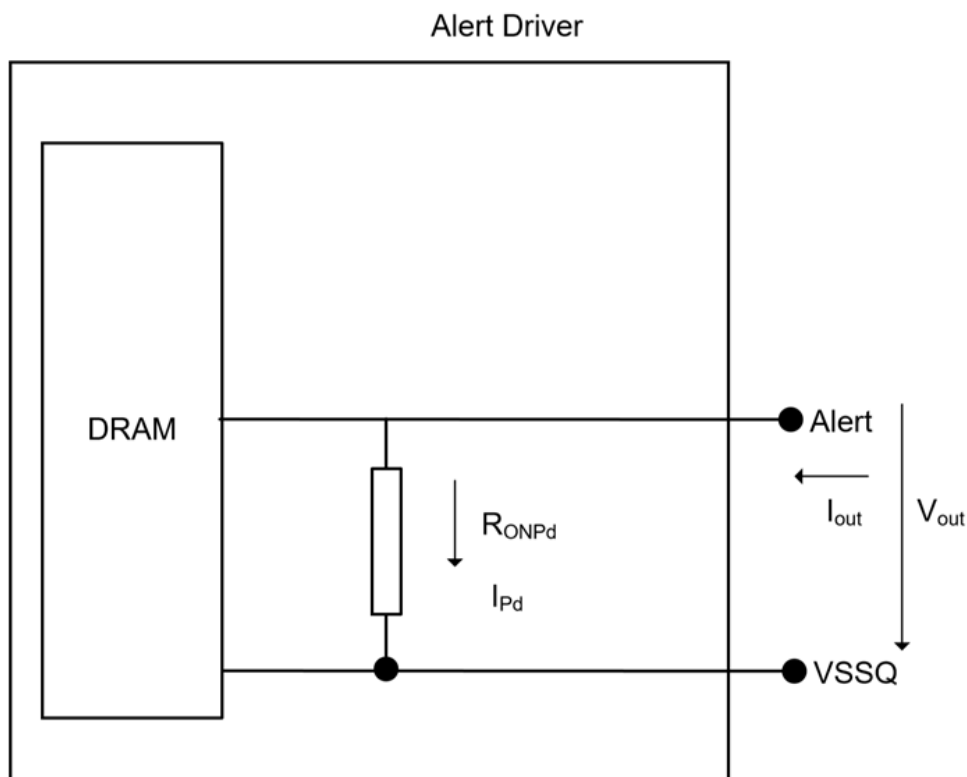 Alert Driver
DRAM
Alert
Iout
Vout
RONPd
IPd
VSSQ